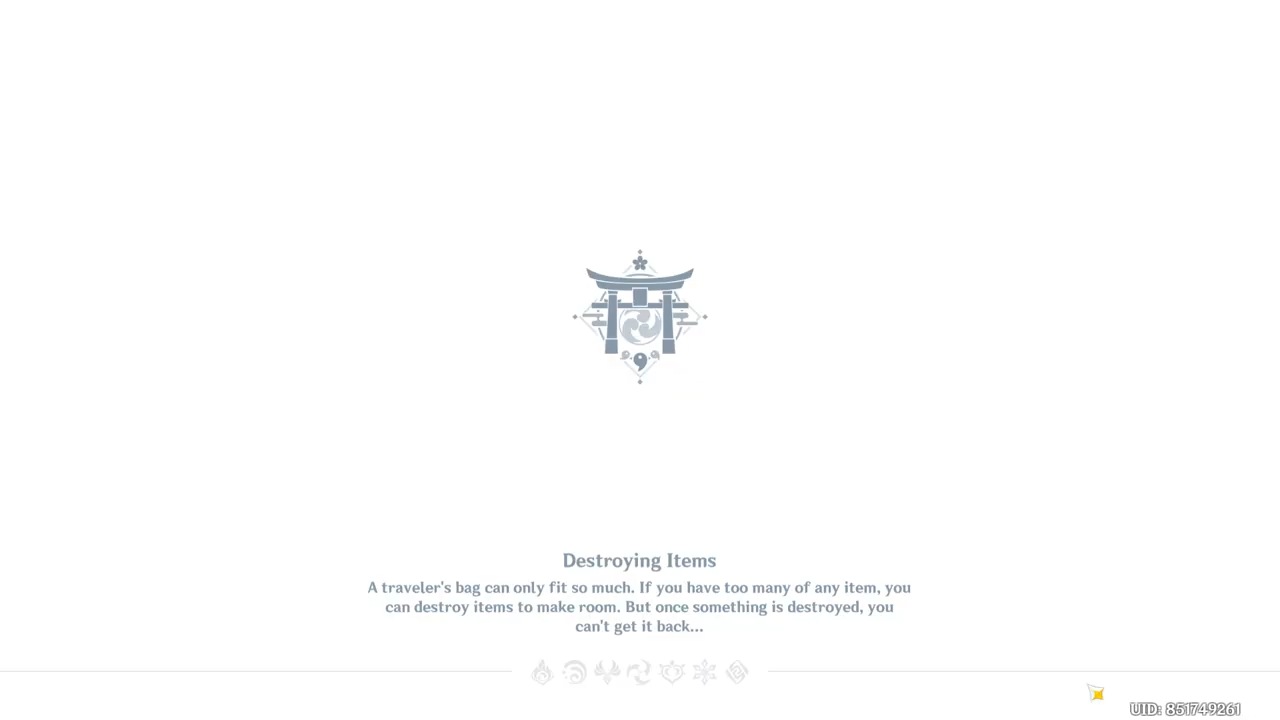 Destroying Items
A traveler's bag can only fit so much. If you have too many of any item, you
can destroy items to make room. But once something is destroyed, you
can't get it back...
UID: 851749261